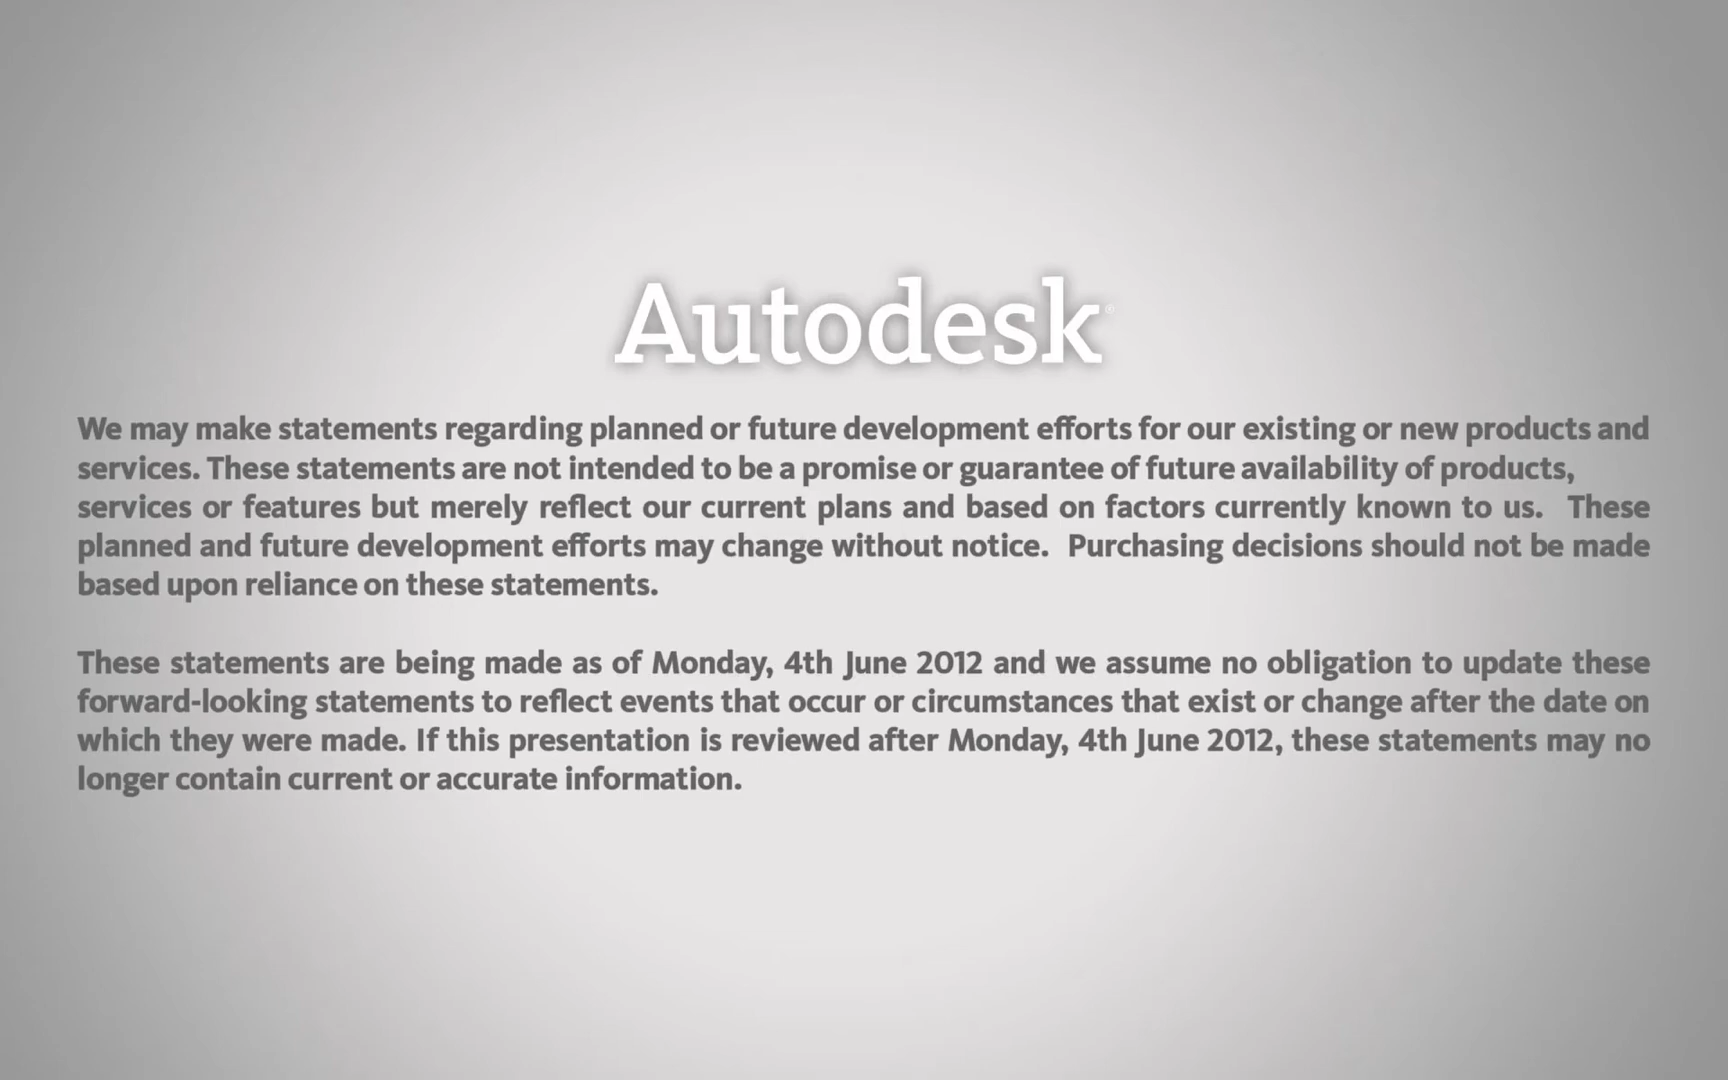 Autodesk®
We may make statements regarding planned or future development efforts for our existing or new products and
services. These statements are not intended to be a promise or guarantee of future availability of products,
services or features but merely reflect our current plans and based on factors currently known to us.  These
planned and future development efforts may change without notice.  Purchasing decisions should not be made
based upon reliance on these statements.
These statements are being made as of Monday, 4th June 2012 and we assume no obligation to update these
forward-looking statements to reflect events that occur or circumstances that exist or change after the date on
which they were made. If this presentation is reviewed after Monday, 4th June 2012, these statements may no
longer contain current or accurate information.